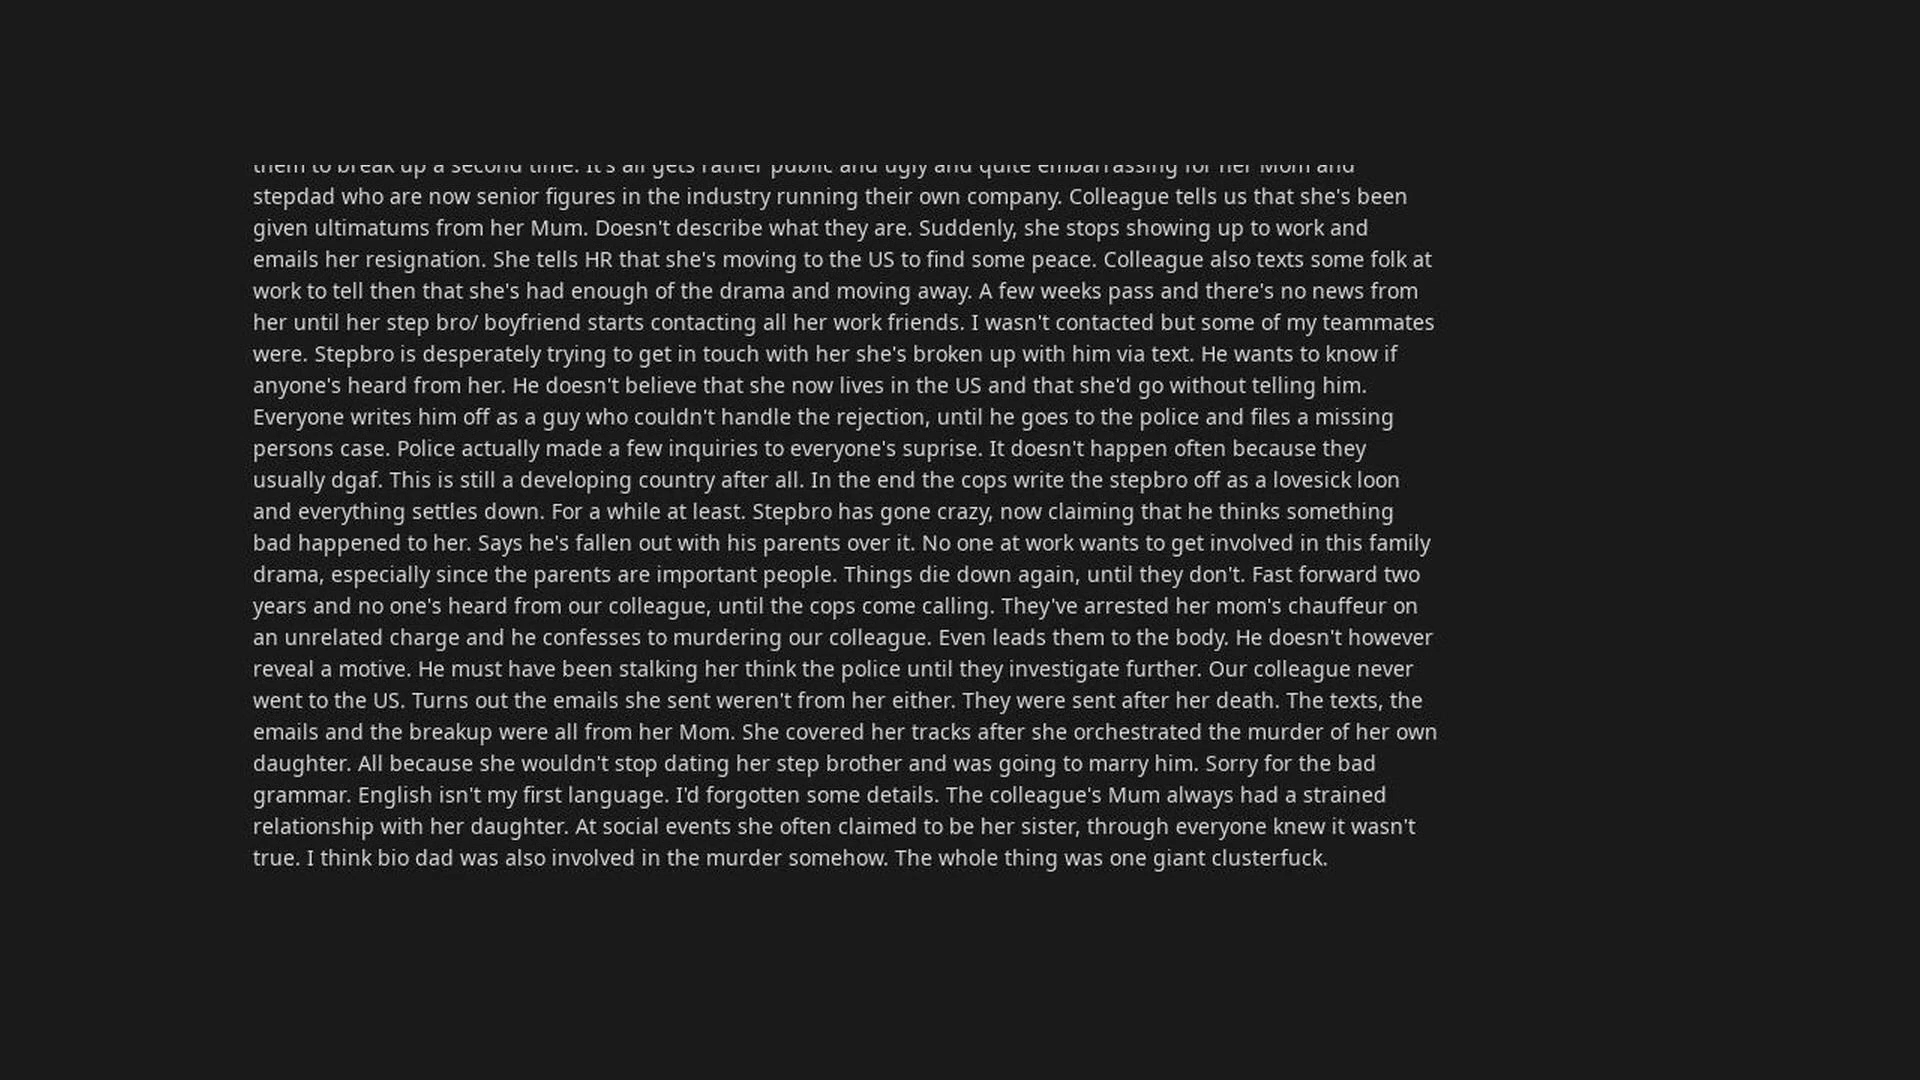 them to break up a second time. It's all gets rather public and ugly and quite embarrassing for her Mom and
stepdad who are now senior figures in the industry running their own company. Colleague tells us that she's been
given ultimatums from her Mum. Doesn't describe what they are. Suddenly, she stops showing up to work and
emails her resignation. She tells HR that she's moving to the US to find some peace. Colleague also texts some folk at
work to tell then that she's had enough of the drama and moving away. A few weeks pass and there's no news from
her until her step bro/ boyfriend starts contacting all her work friends. I wasn't contacted but some of my teammates
were. Stepbro is desperately trying to get in touch with her she's broken up with him via text. He wants to know if
anyone's heard from her. He doesn't believe that she now lives in the US and that she'd go without telling him.
Everyone writes him off as a guy who couldn't handle the rejection, until he goes to the police and files a missing
persons case. Police actually made a few inquiries to everyone's suprise. It doesn't happen often because they
usually dgaf. This is still a developing country after all. In the end the cops write the stepbro off as a lovesick loon
and everything settles down. For a while at least. Stepbro has gone crazy, now claiming that he thinks something
bad happened to her. Says he's fallen out with his parents over it. No one at work wants to get involved in this family
drama, especially since the parents are important people. Things die down again, until they don't. Fast forward two
years and no one's heard from our colleague, until the cops come calling. They've arrested her mom's chauffeur on
an unrelated charge and he confesses to murdering our colleague. Even leads them to the body. He doesn't however
reveal a motive. He must have been stalking her think the police until they investigate further. Our colleague never
went to the US. Turns out the emails she sent weren't from her either. They were sent after her death. The texts, the
emails and the breakup were all from her Mom. She covered her tracks after she orchestrated the murder of her own
daughter. All because she wouldn't stop dating her step brother and was going to marry him. Sorry for the bad
grammar. English isn't my first language. I'd forgotten some details. The colleague's Mum always had a strained
relationship with her daughter. At social events she often claimed to be her sister, through everyone knew it wasn't
true. I think bio dad was also involved in the murder somehow. The whole thing was one giant clusterfuck.